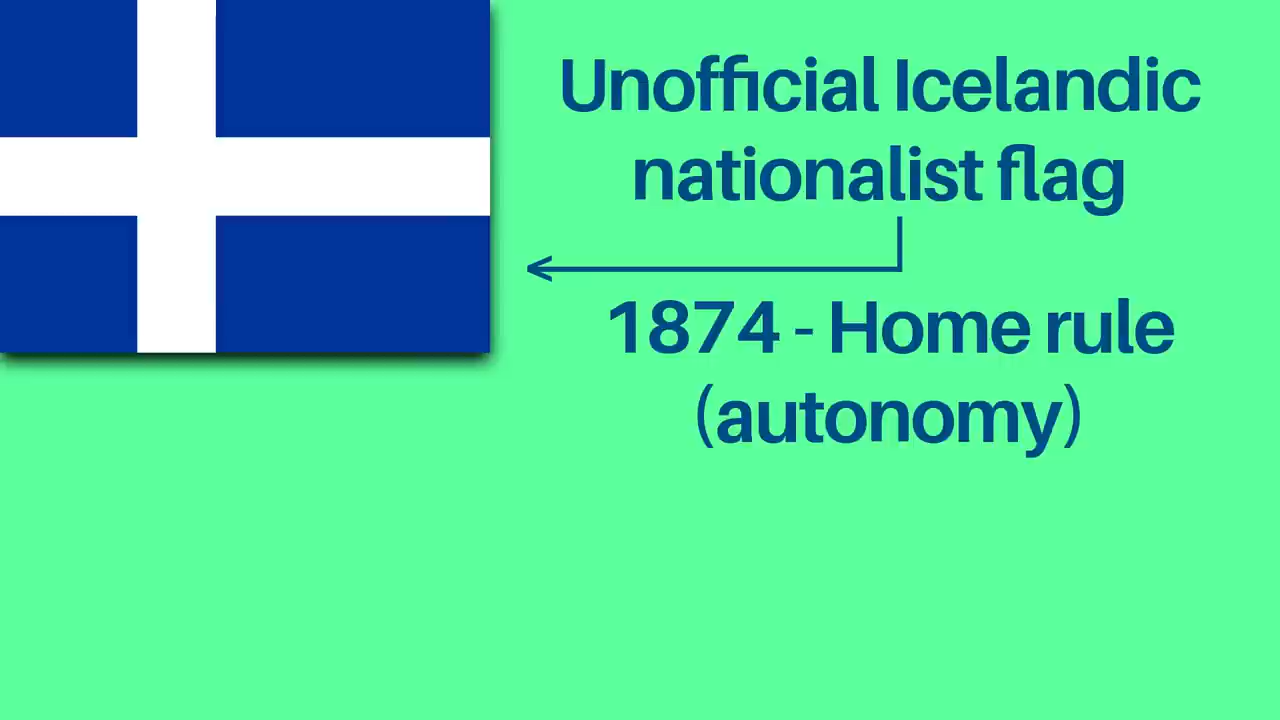 Unofficial Icelandic
nationalist flag
1874 - Home rule
(autonomy)